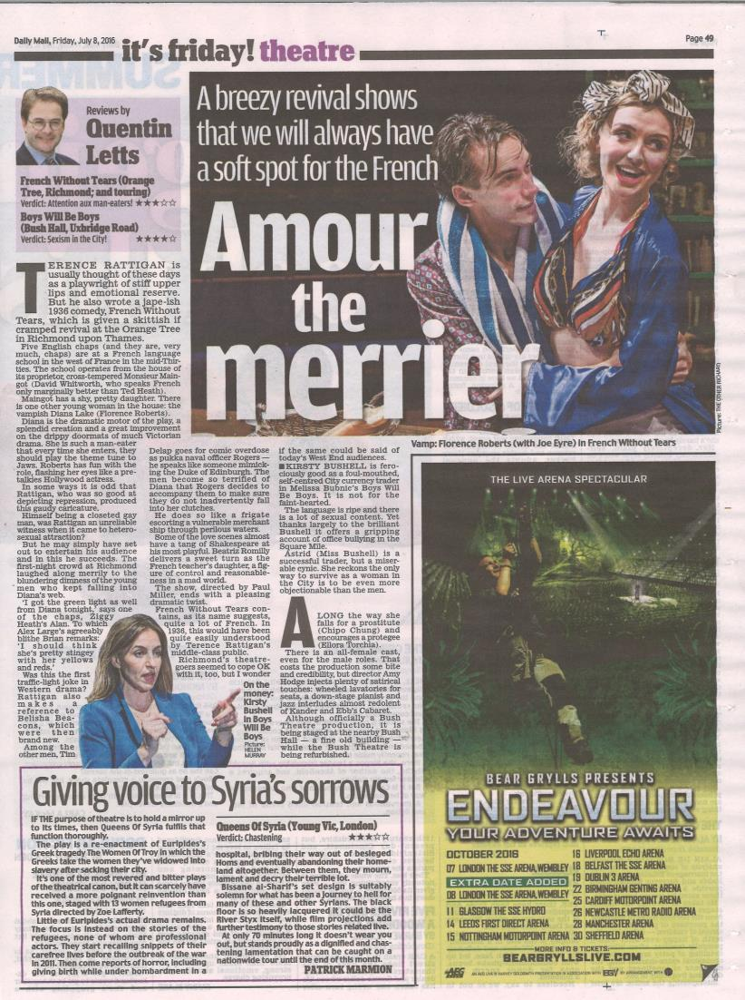 Daily Mail, Friday, July 8, 2016
it's friday! theatre
Page 49
Reviews by
Quentin
Letts
French Without Tears (Orange
Tree, Richmond; and touring)
Verdict: Attention aux man-eaters! ★★★☆☆
Boys Will Be Boys
(Bush Hall, Uxbridge Road)
Verdict: Sexism in the City! ★★★★☆
A breezy revival shows
that we will always have
a soft spot for the French
Amour
the
merrier
Picture: THE OTHER RICHARD
Vamp: Florence Roberts (with Joe Eyre) in French Without Tears
TERENCE RATTIGAN is
usually thought of these days
as a playwright of stiff upper
lips and emotional reserve.
But he also wrote a jape-ish
1936 comedy, French Without
Tears, which is given a skittish if
cramped revival at the Orange Tree
in Richmond upon Thames.
Five English chaps (and they are, very
much, chaps) are at a French language
school in the west of France in the mid-Thir-
ties. The school operates from the house of
its proprietor, cross-tempered Monsieur Main-
got (David Whitworth, who speaks French
only marginally better than Ted Heath).
Maingot has a shy, pretty daughter. There
is one other young woman in the house: the
vampish Diana Lake (Florence Roberts).
Diana is the dramatic motor of the play, a
splendid creation and a great improvement
on the drippy doormats of much Victorian
drama. She is such a man-eater
that every time she enters, they
should play the theme tune to
Jaws. Roberts has fun with the
role, flashing her eyes like a pre-
talkies Hollywood actress.
In some ways it is odd that
Rattigan, who was so good at
depicting repression, produced
this gaudy caricature.
Himself being a closeted gay
man, was Rattigan an unreliable
witness when it came to hetero-
sexual attraction?
But he may simply have set
out to entertain his audience
and in this he succeeds. The
first-night crowd at Richmond
laughed along merrily to the
blundering dimness of the young
men who kept falling into
Diana's web.
'I got the green light as well
from Diana tonight,' says one
of the chaps, Ziggy
Heath's Alan. To which
Alex Large's agreeably
blithe Brian remarks:
'I should think
she's pretty stingey
with her yellows
and reds.'
Was this the first
traffic-light joke in
Western drama?
Rattigan also
makes a
reference to
Belisha Bea-
cons, which
were then
brand new.
Among the
other men, Tim
Delap goes for comic overdose
as pukka naval officer Rogers —
he speaks like someone mimick-
ing the Duke of Edinburgh. The
men become so terrified of
Diana that Rogers decides to
accompany them to make sure
they do not inadvertently fall
into her clutches.
He does so like a frigate
escorting a vulnerable merchant
ship through perilous waters.
Some of the love scenes almost
have a tang of Shakespeare at
his most playful. Beatriz Romilly
delivers a sweet turn as the
French teacher's daughter, a fig-
ure of control and reasonable-
ness in a mad world.
The show, directed by Paul
Miller, ends with a pleasing
dramatic twist.
French Without Tears con-
tains, as its name suggests,
quite a lot of French. In
1936, this would have been
quite easily understood
by Terence Rattigan's
middle-class public.
Richmond's theatre-
goers seemed to cope OK
with it, too, but I wonder
On the
money:
Kirsty
Bushell
in Boys
Will Be
Boys
Picture:
HELEN
MURRAY
if the same could be said of
today's West End audiences.
■ KIRSTY BUSHELL is fero-
ciously good as a foul-mouthed,
self-centred City currency trader
in Melissa Bubnic's Boys Will
Be Boys. It is not for the
faint-hearted.
The language is ripe and there
is a lot of sexual content. Yet
thanks largely to the brilliant
Bushell it offers a gripping
account of office bullying in the
Square Mile.
Astrid (Miss Bushell) is a
successful trader, but a miser-
able cynic. She reckons the only
way to survive as a woman in
the City is to be even more
objectionable than the men.
ALONG the way she
falls for a prostitute
(Chipo Chung) and
encourages a protegee
(Ellora Torchia).
There is an all-female cast,
even for the male roles. That
costs the production some bite
and credibility, but director Amy
Hodge injects plenty of satirical
touches: wheeled lavatories for
seats, a down-stage pianist and
jazz interludes almost redolent
of Kander and Ebb's Cabaret.
Although officially a Bush
Theatre production, it is
being staged at the nearby Bush
Hall — a fine old building —
while the Bush Theatre is
being refurbished.
Giving voice to Syria's sorrows
IF THE purpose of theatre is to hold a mirror up
to its times, then Queens Of Syria fulfils that
function thoroughly.
The play is a re-enactment of Euripides's
Greek tragedy The Women Of Troy in which the
Greeks take the women they've widowed into
slavery after sacking their city.
It's one of the most revered and bitter plays
of the theatrical canon, but it can scarcely have
received a more poignant reinvention than
this one, staged with 13 women refugees from
Syria directed by Zoe Lafferty.
Little of Euripides's actual drama remains.
The focus is instead on the stories of the
refugees, none of whom are professional
actors. They start recalling snippets of their
carefree lives before the outbreak of the war
in 2011. Then come reports of horror, including
giving birth while under bombardment in a
Queens Of Syria (Young Vic, London)
Verdict: Chastening ★★★☆☆
hospital, bribing their way out of besieged
Homs and eventually abandoning their home-
land altogether. Between them, they mourn,
lament and decry their terrible lot.
Bissane al-Sharif's set design is suitably
solemn for what has been a journey to hell for
many of these and other Syrians. The black
floor is so heavily lacquered it could be the
River Styx itself, while film projections add
further testimony to those stories related live.
At only 70 minutes long it doesn't wear you
out, but stands proudly as a dignified and chas-
tening lamentation that can be caught on a
nationwide tour until the end of this month.
PATRICK MARMION
THE LIVE ARENA SPECTACULAR
BEAR GRYLLS PRESENTS
ENDEAVOUR
YOUR ADVENTURE AWAITS
OCTOBER 2016
07 LONDON THE SSE ARENA, WEMBLEY
EXTRA DATE ADDED
08 LONDON THE SSE ARENA, WEMBLEY
11 GLASGOW THE SSE HYDRO
14 LEEDS FIRST DIRECT ARENA
15 NOTTINGHAM MOTORPOINT ARENA
16 LIVERPOOL ECHO ARENA
18 BELFAST THE SSE ARENA
19 DUBLIN 3 ARENA
22 BIRMINGHAM GENTING ARENA
25 CARDIFF MOTORPOINT ARENA
26 NEWCASTLE METRO RADIO ARENA
28 MANCHESTER ARENA
30 SHEFFIELD ARENA
MORE INFO & TICKETS:
BEARGRYLLSLIVE.COM
AEG
AN AEG LIVE & HARVEY GOLDSMITH PRESENTATION IN ASSOCIATION WITH
BGV
BY ARRANGEMENT WITH